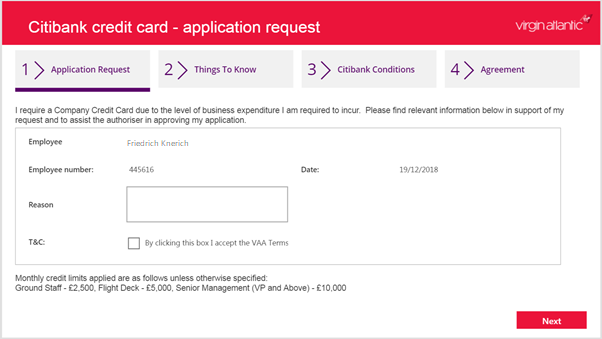 Citibank credit card - application request
virgin atlantic
1 Application Request
2 Things To Know
3 Citibank Conditions
4 Agreement
I require a Company Credit Card due to the level of business expenditure I am required to incur. Please find relevant information below in support of my
request and to assist the authoriser in approving my application.
Employee
Friedrich Knerich
Employee number: 445616 Date: 19/12/2018
Reason
T&C: By clicking this box I accept the VAA Terms
Monthly credit limits applied are as follows unless otherwise specified:
Ground Staff - £2,500, Flight Deck - £5,000, Senior Management (VP and Above) - £10,000
Next